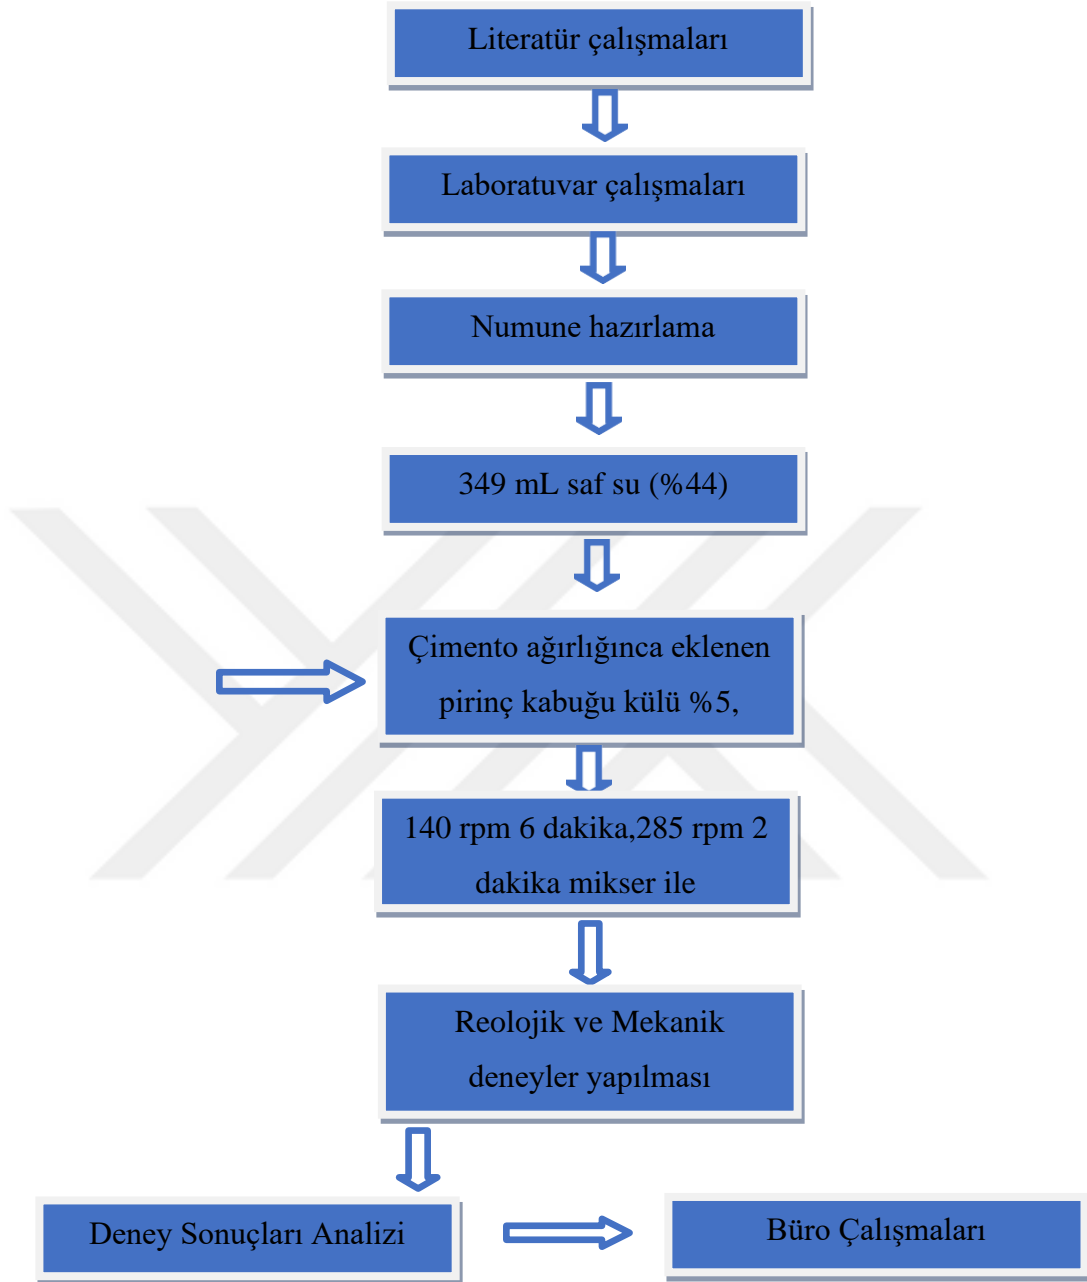 Literatür çalışmaları
Laboratuvar çalışmaları
Numune hazırlama
349 mL saf su (%44)
Çimento ağırlığınca eklenen
pirinç kabuğu külü %5,
140 rpm 6 dakika,285 rpm 2
dakika mikser ile
Reolojik ve Mekanik
deneyler yapılması
Deney Sonuçları Analizi
Büro Çalışmaları